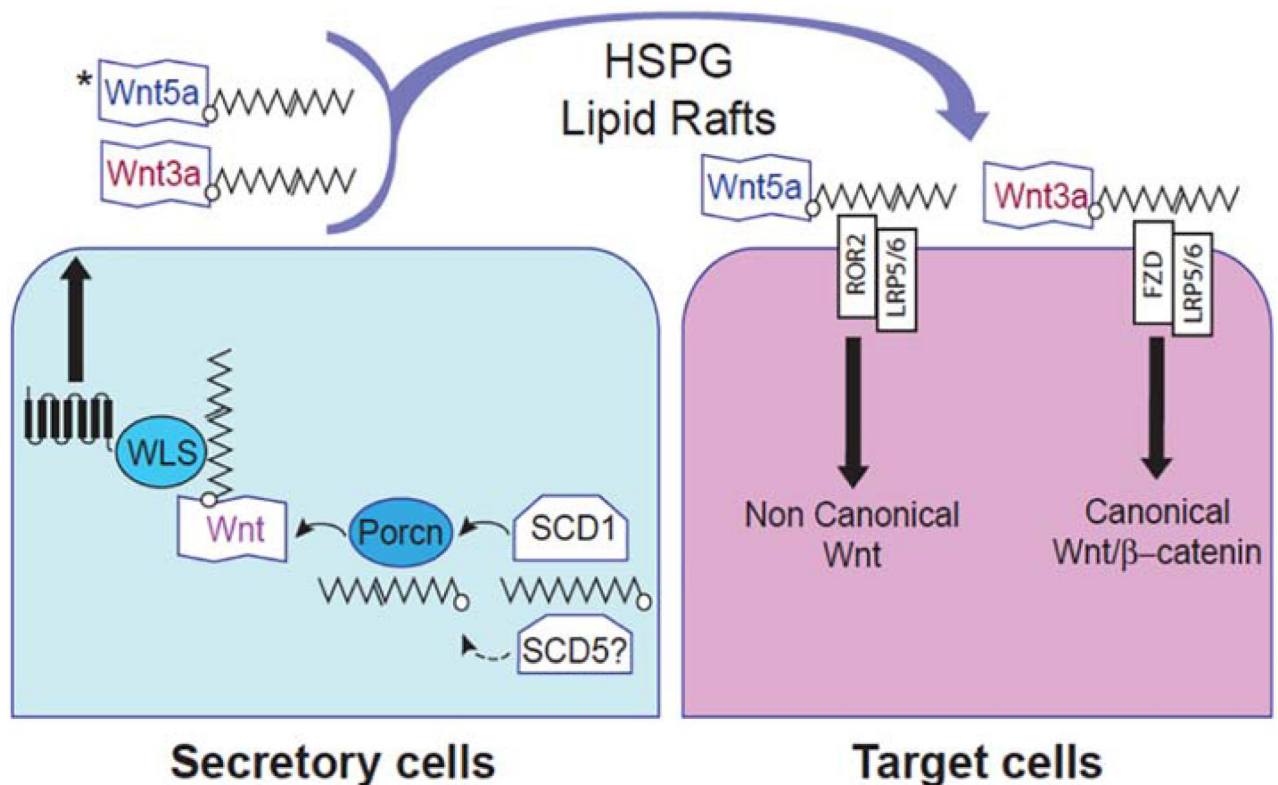 HSPG
Lipid Rafts
*
Wnt5a
Wnt3a
Wnt5a
Wnt3a
ROR2
LRP5/6
FZD
LRP5/6
WLS
Wnt
Porcn
SCD1
SCD5?
Non Canonical
Wnt
Canonical
Wnt/β–catenin
Secretory cells
Target cells